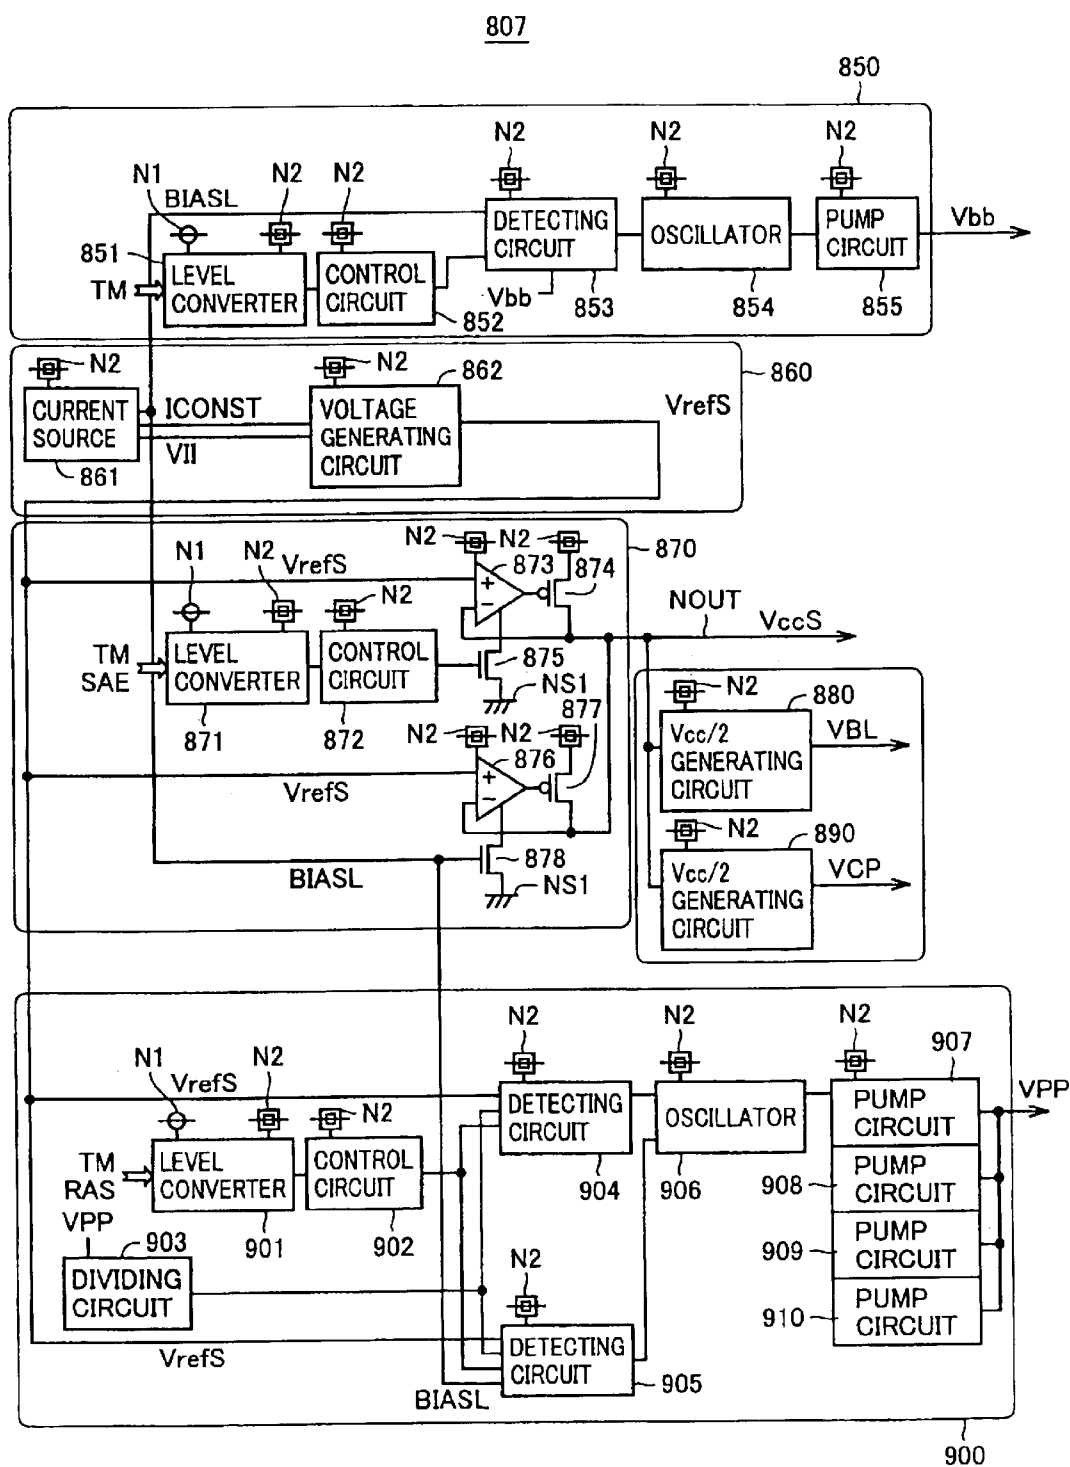 807
850
N2
N2
N2
N1
BIASL
N2
N2
851
TM
LEVEL
CONVERTER
CONTROL
CIRCUIT
852
DETECTING
CIRCUIT
Vbb
853
OSCILLATOR
854
PUMP
CIRCUIT
855
Vbb
N2
CURRENT
SOURCE
861
ICONST
VII
N2
862
VOLTAGE
GENERATING
CIRCUIT
VrefS
860
870
N1
N2
VrefS
N2
N2
873
N2
874
+
−
TM
SAE
LEVEL
CONVERTER
871
N2
CONTROL
CIRCUIT
872
875
NS1
877
NOUT
VccS
N2
N2
876
+
−
VrefS
BIASL
878
NS1
N2
880
Vcc/2
GENERATING
CIRCUIT
VBL
N2
890
Vcc/2
GENERATING
CIRCUIT
VCP
N1
N2
VrefS
N2
N2
N2
N2
907
TM
RAS
LEVEL
CONVERTER
901
CONTROL
CIRCUIT
902
DETECTING
CIRCUIT
904
OSCILLATOR
906
PUMP
CIRCUIT
VPP
908
PUMP
CIRCUIT
909
PUMP
CIRCUIT
910
PUMP
CIRCUIT
VPP
903
DIVIDING
CIRCUIT
VrefS
N2
DETECTING
CIRCUIT
905
BIASL
900